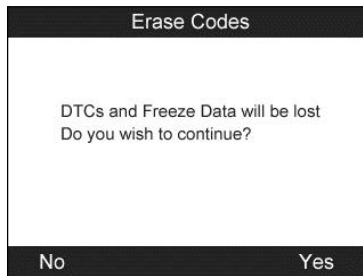 Erase Codes
DTCs and Freeze Data will be lost
Do you wish to continue?
No Yes